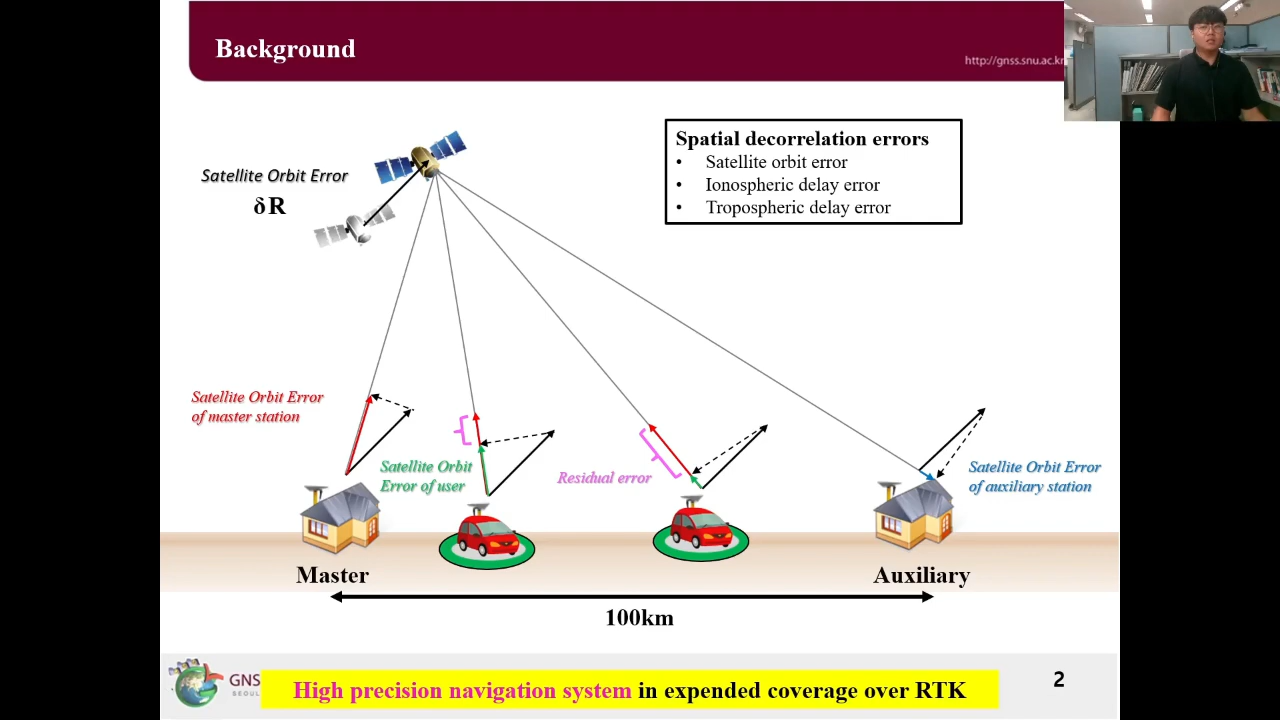 Background
http://gnss.snu.ac.kr
Spatial decorrelation errors
• Satellite orbit error
• Ionospheric delay error
• Tropospheric delay error
Satellite Orbit Error
δR
Satellite Orbit Error
of master station
Satellite Orbit
Error of user
Residual error
Satellite Orbit Error
of auxiliary station
Master
Auxiliary
100km
GNS
SEOUL
High precision navigation system in expended coverage over RTK
2